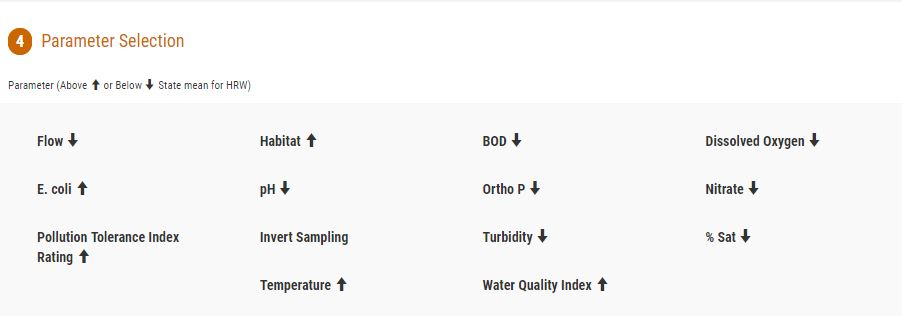 4 Parameter Selection
Parameter (Above ↑ or Below ↓ State mean for HRW)
Flow ↓ Habitat ↑ BOD ↓ Dissolved Oxygen ↓
E. coli ↑ pH ↓ Ortho P ↓ Nitrate ↓
Pollution Tolerance Index Invert Sampling Turbidity ↓ % Sat ↓
Rating ↑
Temperature ↑ Water Quality Index ↑